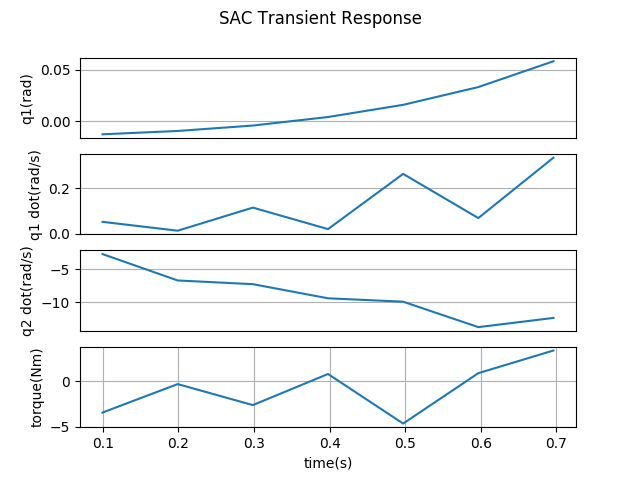 SAC Transient Response
q1(rad)
0.05
0.00
q1 dot(rad/s)
0.2
0.0
q2 dot(rad/s)
−5
−10
torque(Nm)
0
−5
0.1 0.2 0.3 0.4 0.5 0.6 0.7
time(s)